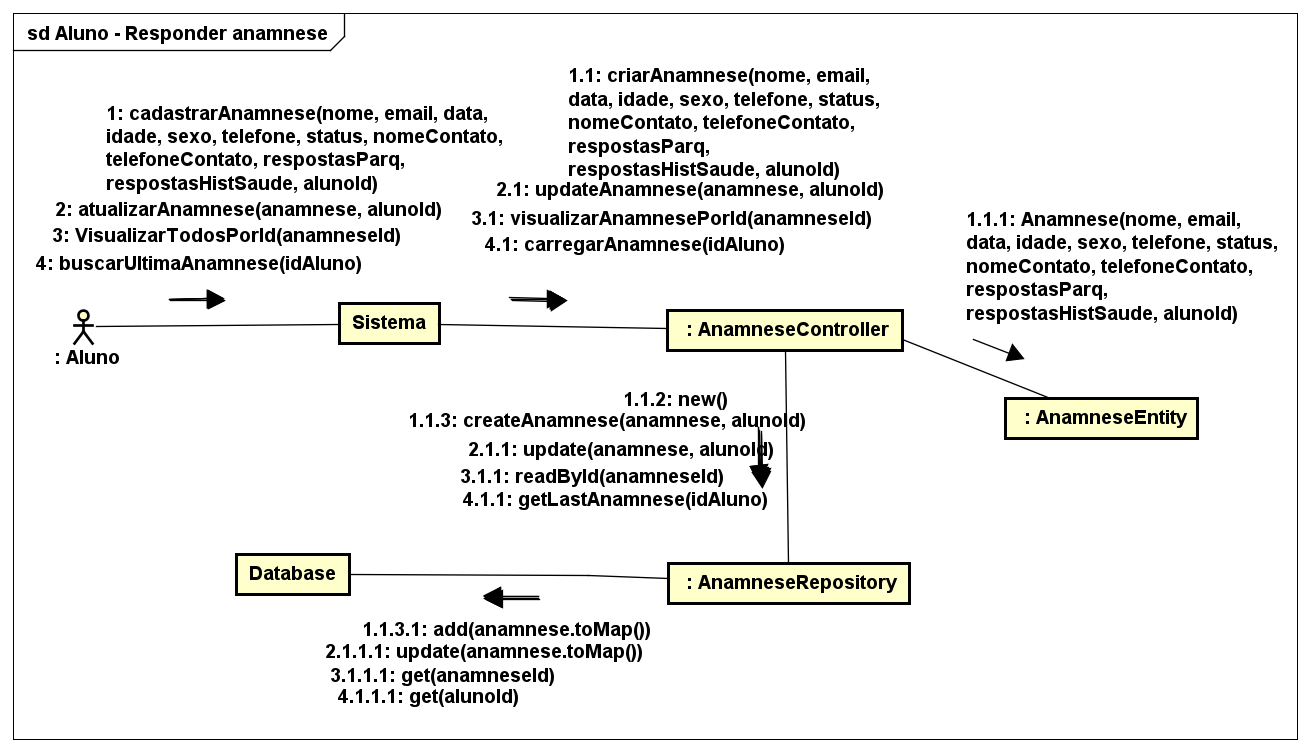 sd Aluno - Responder anamnese
1: cadastrarAnamnese(nome, email, data,
idade, sexo, telefone, status, nomeContato,
telefoneContato, respostasParq,
respostasHistSaude, alunoId)
2: atualizarAnamnese(anamnese, alunoId)
3: VisualizarTodosPorId(anamneseId)
4: buscarUltimaAnamnese(idAluno)
1.1: criarAnamnese(nome, email,
data, idade, sexo, telefone, status,
nomeContato, telefoneContato,
respostasParq,
respostasHistSaude, alunoId)
2.1: updateAnamnese(anamnese, alunoId)
3.1: visualizarAnamnesePorId(anamneseId)
4.1: carregarAnamnese(idAluno)
1.1.1: Anamnese(nome, email,
data, idade, sexo, telefone, status,
nomeContato, telefoneContato,
respostasParq,
respostasHistSaude, alunoId)
: Aluno
Sistema
: AnamneseController
: AnamneseEntity
1.1.2: new()
1.1.3: createAnamnese(anamnese, alunoId)
2.1.1: update(anamnese, alunoId)
3.1.1: readById(anamneseId)
4.1.1: getLastAnamnese(idAluno)
Database
: AnamneseRepository
1.1.3.1: add(anamnese.toMap())
2.1.1.1: update(anamnese.toMap())
3.1.1.1: get(anamneseId)
4.1.1.1: get(alunoId)